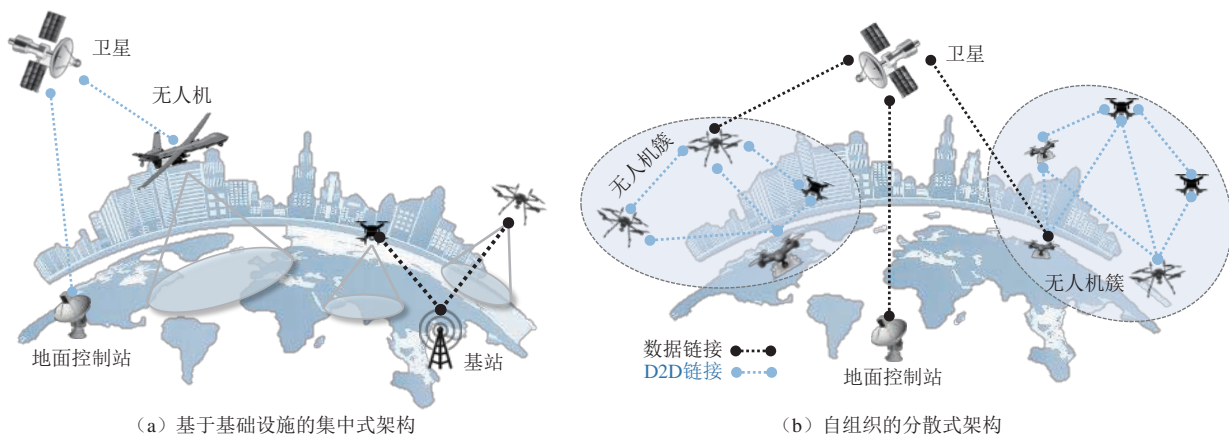 卫星
无人机
地面控制站
基站
(a) 基于基础设施的集中式架构
卫星
无人机簇
无人机簇
数据链接
D2D链接
地面控制站
(b) 自组织的分散式架构